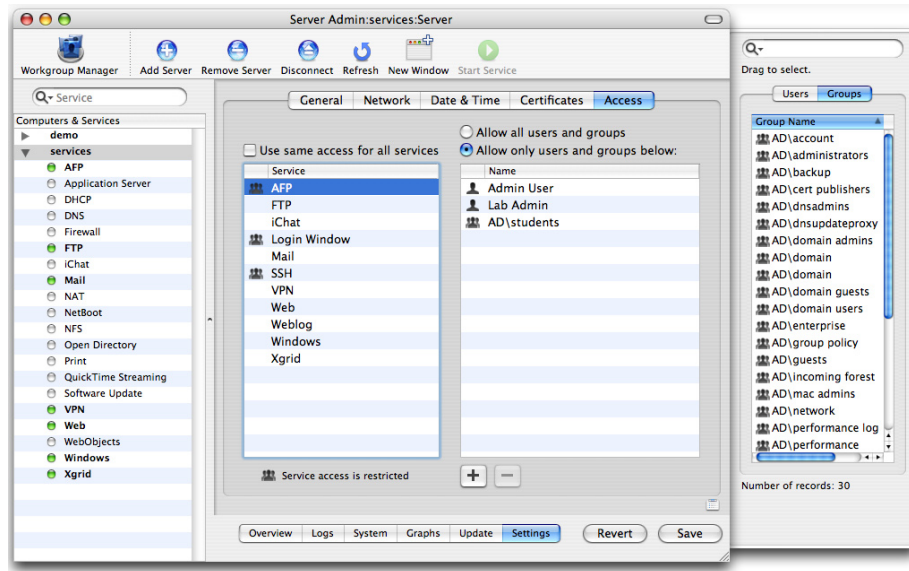 Server Admin:services:Server
Workgroup Manager
Add Server
Remove Server
Disconnect
Refresh
New Window
Start Service
Service
Computers & Services
demo
services
AFP
Application Server
DHCP
DNS
Firewall
FTP
iChat
Mail
NAT
NetBoot
NFS
Open Directory
Print
QuickTime Streaming
Software Update
VPN
Web
WebObjects
Windows
Xgrid
General
Network
Date & Time
Certificates
Access
Allow all users and groups
Use same access for all services
Allow only users and groups below:
Service
AFP
FTP
iChat
Login Window
Mail
SSH
VPN
Web
Weblog
Windows
Xgrid
Name
Admin User
Lab Admin
AD\students
Service access is restricted
Overview
Logs
System
Graphs
Update
Settings
Revert
Save
Drag to select.
Users
Groups
Group Name
AD\account
AD\administrators
AD\backup
AD\cert publishers
AD\dnsadmins
AD\dnsupdateproxy
AD\domain admins
AD\domain
AD\domain
AD\domain guests
AD\domain users
AD\enterprise
AD\group policy
AD\guests
AD\incoming forest
AD\mac admins
AD\network
AD\performance log
AD\performance
Number of records: 30